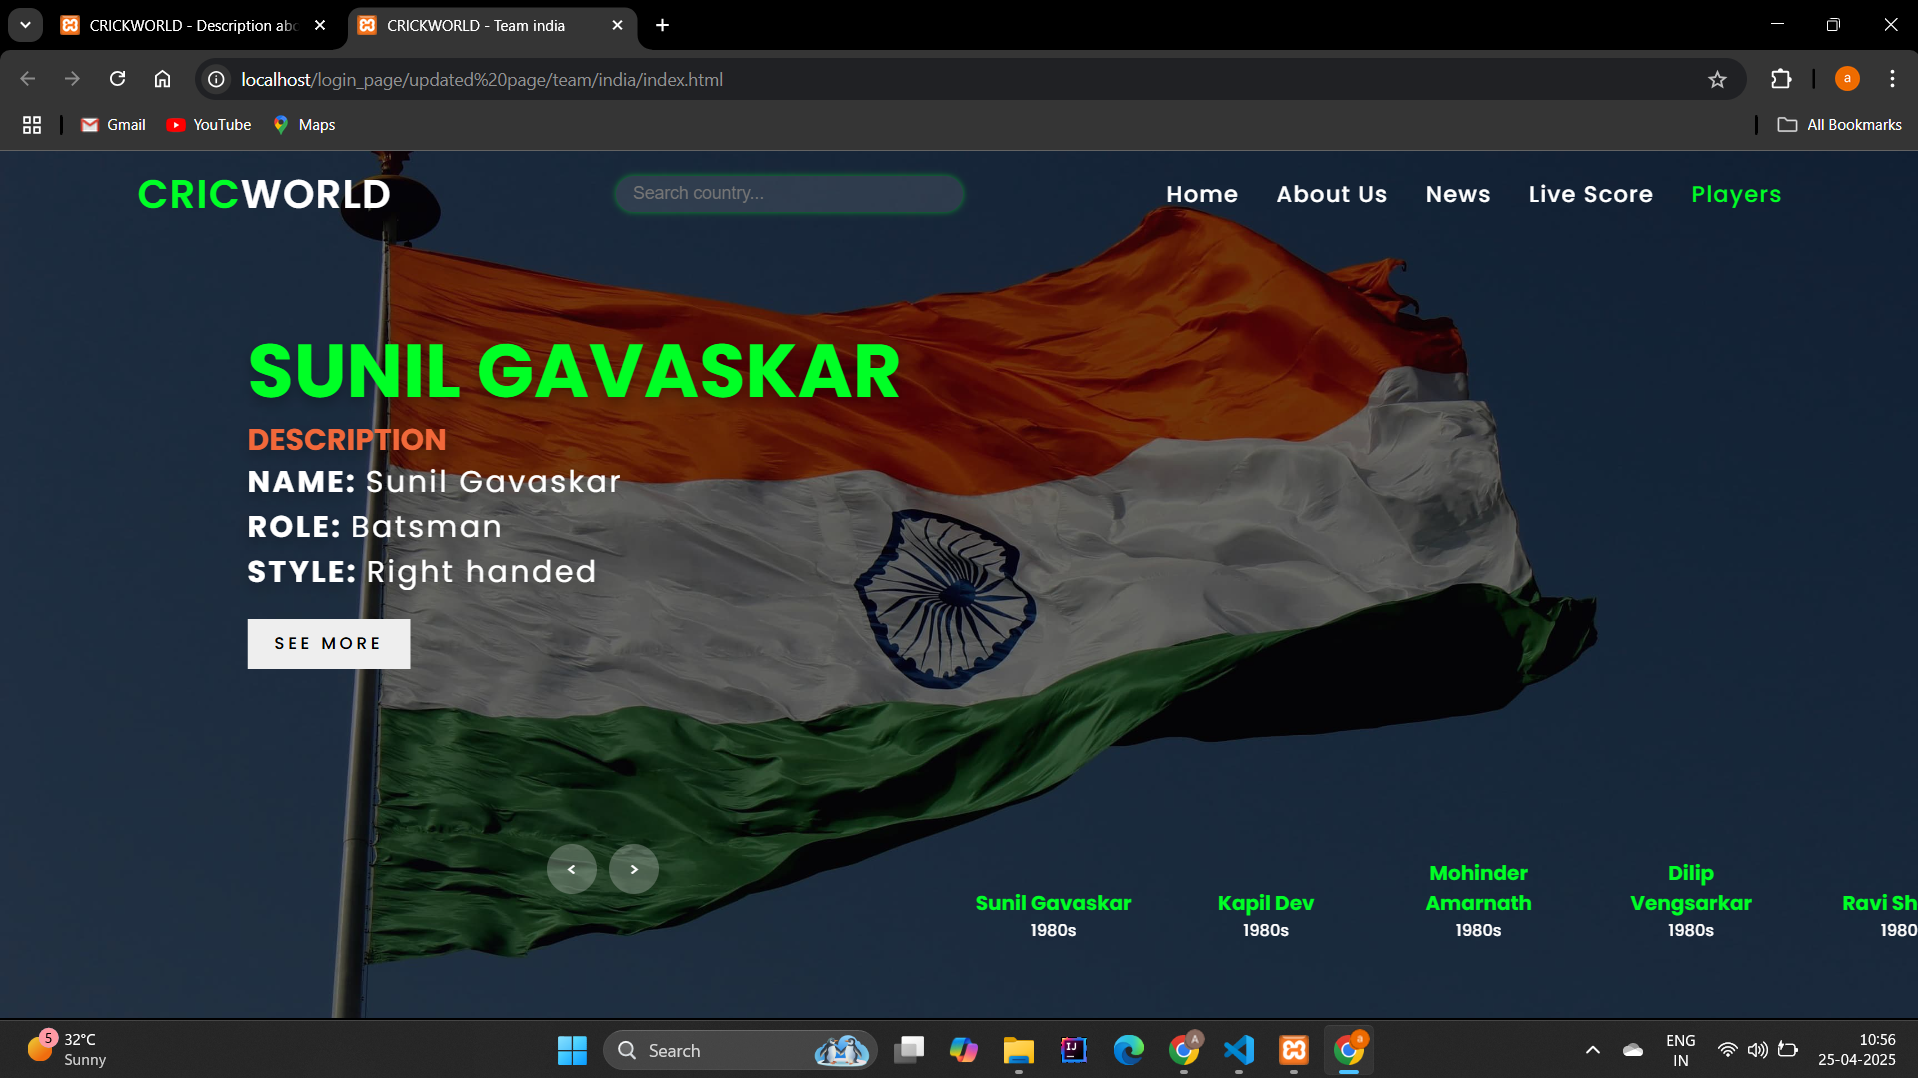 CRICKWORLD - Description abo
CRICKWORLD - Team india
localhost/login_page/updated%20page/team/india/index.html
a
Gmail
YouTube
Maps
All Bookmarks
CRICWORLD
Search country...
Home
About Us
News
Live Score
Players
SUNIL GAVASKAR
DESCRIPTION
NAME: Sunil Gavaskar
ROLE: Batsman
STYLE: Right handed
SEE MORE
<
>
Sunil Gavaskar
1980s
Kapil Dev
1980s
Mohinder
Amarnath
1980s
Dilip
Vengsarkar
1980s
Ravi Sh
1980
5
32°C
Sunny
Search
IJ
A
a
ENG
IN
10:56
25-04-2025